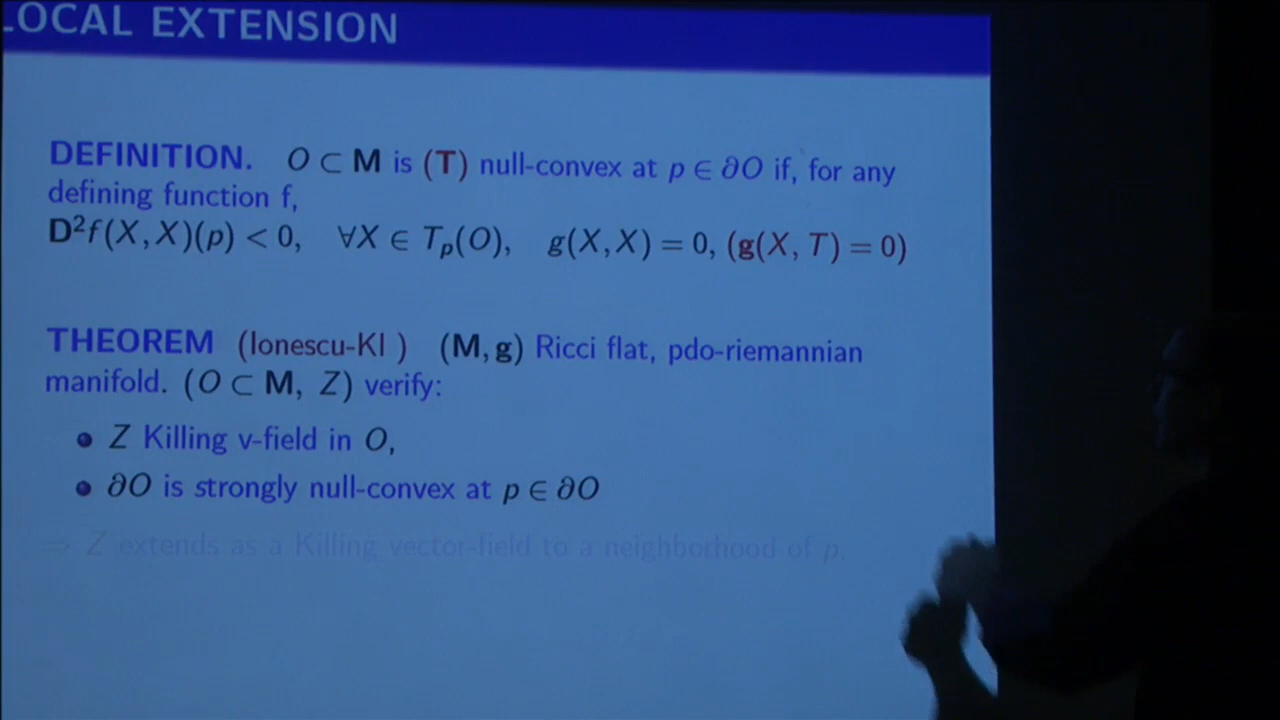 LOCAL EXTENSION
DEFINITION. O ⊂ M is (T) null-convex at p ∈ ∂O if, for any
defining function f,
D²f(X, X)(p) < 0, ∀X ∈ Tₚ(O), g(X, X) = 0, (g(X, T) = 0)
THEOREM (Ionescu-Kl ) (M, g) Ricci flat, pdo-riemannian
manifold. (O ⊂ M, Z) verify:
Z Killing v-field in O,
∂O is strongly null-convex at p ∈ ∂O
⇒ Z extends as a Killing vector-field to a neighborhood of p.